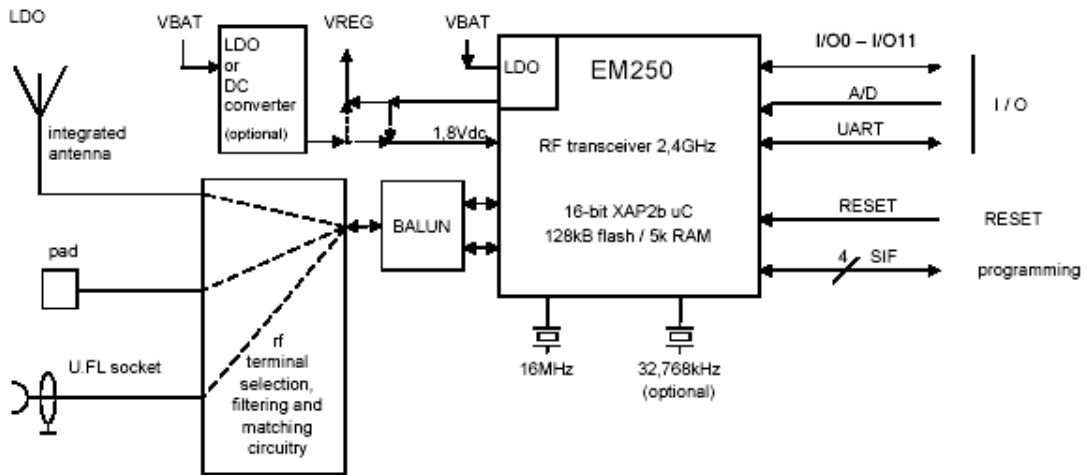 LDO
VBAT
VREG
VBAT
LDO
or
DC
converter
(optional)
1,8Vdc
LDO
EM250
RF transceiver 2,4GHz
16-bit XAP2b uC
128kB flash / 5k RAM
I/O0 – I/O11
A/D
UART
I / O
RESET
RESET
4
SIF
programming
integrated
antenna
pad
U.FL socket
rf
terminal
selection,
filtering and
matching
circuitry
BALUN
16MHz
32,768kHz
(optional)